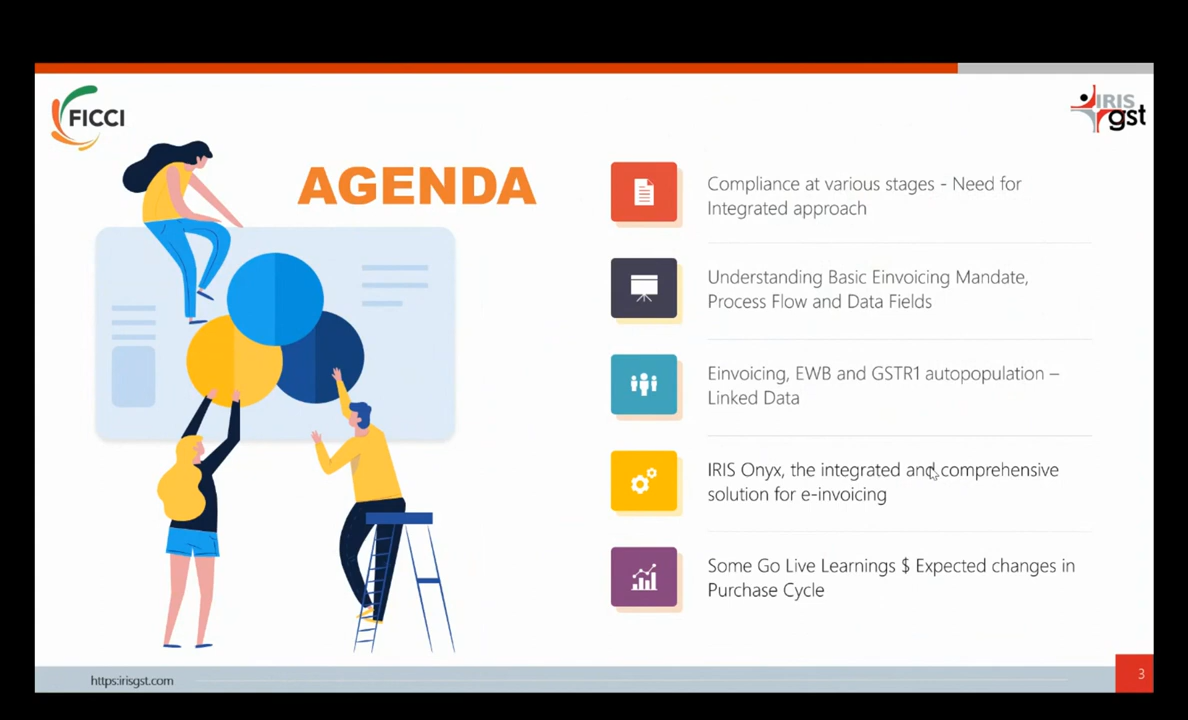 FICCI
IRIS
gst
AGENDA
Compliance at various stages - Need for
Integrated approach
Understanding Basic Einvoicing Mandate,
Process Flow and Data Fields
Einvoicing, EWB and GSTR1 autopopulation –
Linked Data
IRIS Onyx, the integrated and comprehensive
solution for e-invoicing
Some Go Live Learnings $ Expected changes in
Purchase Cycle
https:irisgst.com
3